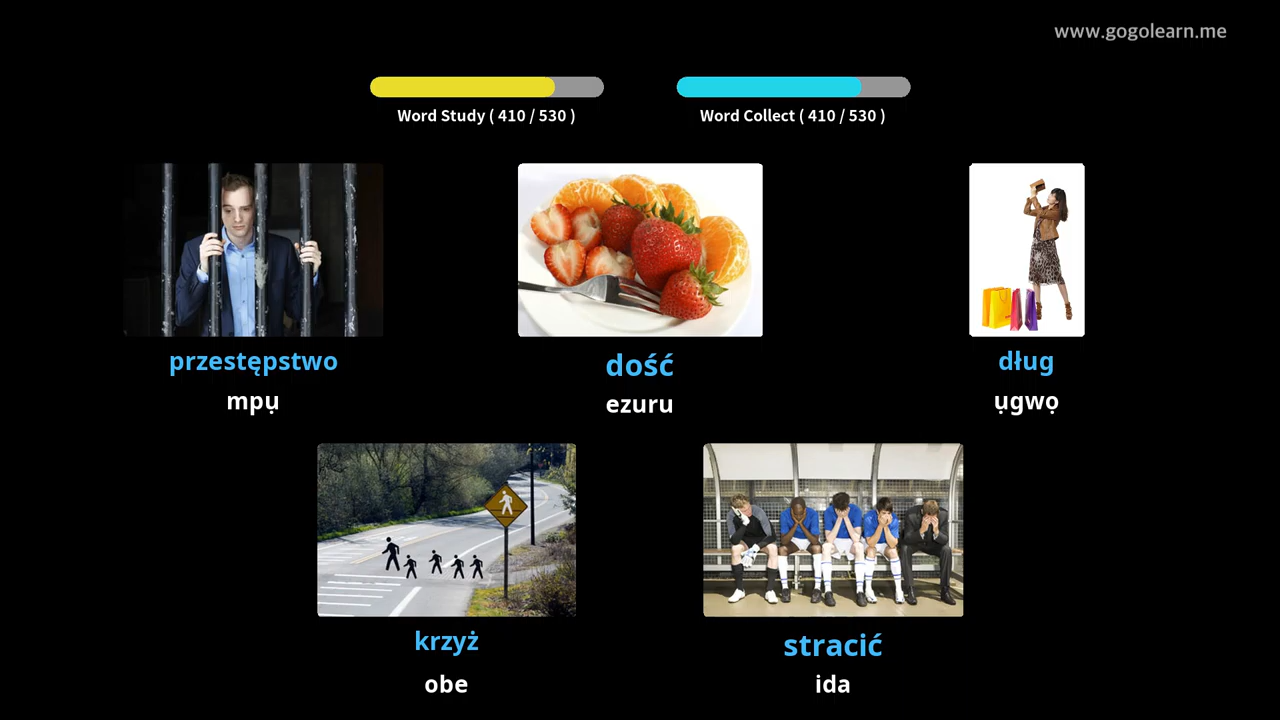 www.gogolearn.me
Word Study ( 410 / 530 )
Word Collect ( 410 / 530 )
przestępstwo
mpụ
dość
ezuru
dług
ụgwọ
krzyż
obe
stracić
ida